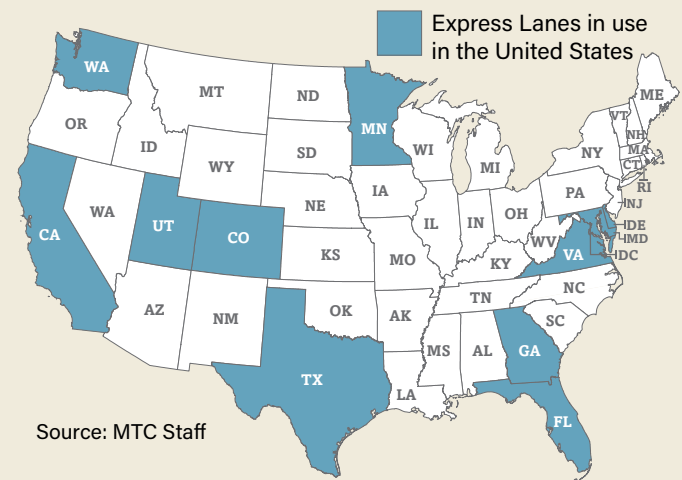 Express Lanes in use
in the United States
WA
MT
ND
MN
ME
OR
ID
SD
WI
MI
VT
NH
NY
MA
CT
RI
WY
IA
NE
PA
NJ
CA
WA
UT
CO
IL
IN
OH
DE
MD
DC
WV
VA
KS
MO
KY
AZ
NM
OK
AK
TN
NC
SC
MS
AL
GA
TX
LA
FL
Source: MTC Staff